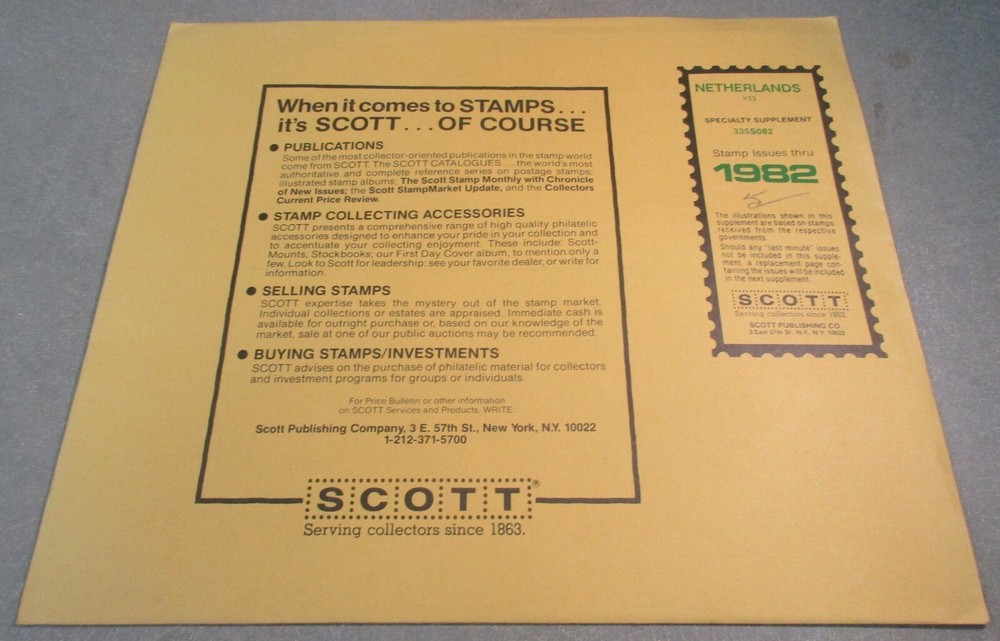 When it comes to STAMPS...
it's SCOTT...OF COURSE
● PUBLICATIONS
Some of the most collector-oriented publications in the stamp world
come from SCOTT. The SCOTT CATALOGUES...the world's most
authoritative and complete reference series on postage stamps;
illustrated stamp albums; The Scott Stamp Monthly with Chronicle
of New Issues; the Scott StampMarket Update, and the Collectors
Current Price Review.
● STAMP COLLECTING ACCESSORIES
SCOTT presents a comprehensive range of high quality philatelic
accessories designed to enhance your pride in your collection and
to accentuate your collecting enjoyment. These include: Scott-
Mounts; Stockbooks; our First Day Cover album, to mention only a
few. Look to Scott for leadership: see your favorite dealer, or write for
information.
● SELLING STAMPS
SCOTT expertise takes the mystery out of the stamp market.
Individual collections or estates are appraised. Immediate cash is
available for outright purchase or, based on our knowledge of the
market, sale at one of our public auctions may be recommended.
● BUYING STAMPS/INVESTMENTS
SCOTT advises on the purchase of philatelic material for collectors
and investment programs for groups or individuals.
For Price Bulletin or other information
on SCOTT Services and Products. WRITE:
Scott Publishing Company, 3 E. 57th St., New York, N.Y. 10022
1-212-371-5700
SCOTT®
Serving collectors since 1863.
NETHERLANDS
#33
SPECIALTY SUPPLEMENT
335S082
Stamp Issues thru
1982
The illustrations shown in this
supplement are based on stamps
received from the respective
governments.
Should any "last minute" issues
not be included in this supple-
ment, a replacement page con-
taining the issues will be included
in the next supplement.
SCOTT
Serving collectors since 1863.
SCOTT PUBLISHING CO.
3 East 57th St. N.Y., N.Y. 10022